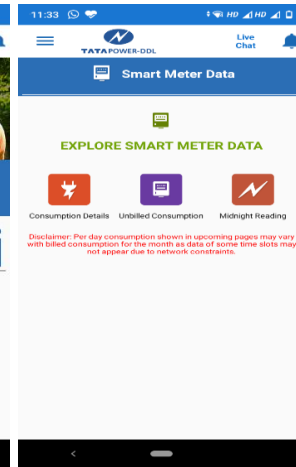 11:33
HD HD
TATA POWER-DDL
Live
Chat
Smart Meter Data
EXPLORE SMART METER DATA
Consumption Details Unbilled Consumption Midnight Reading
Disclaimer: Per day consumption shown in upcoming pages may vary
with billed consumption for the month as data of some time slots may
not appear due to network constraints.